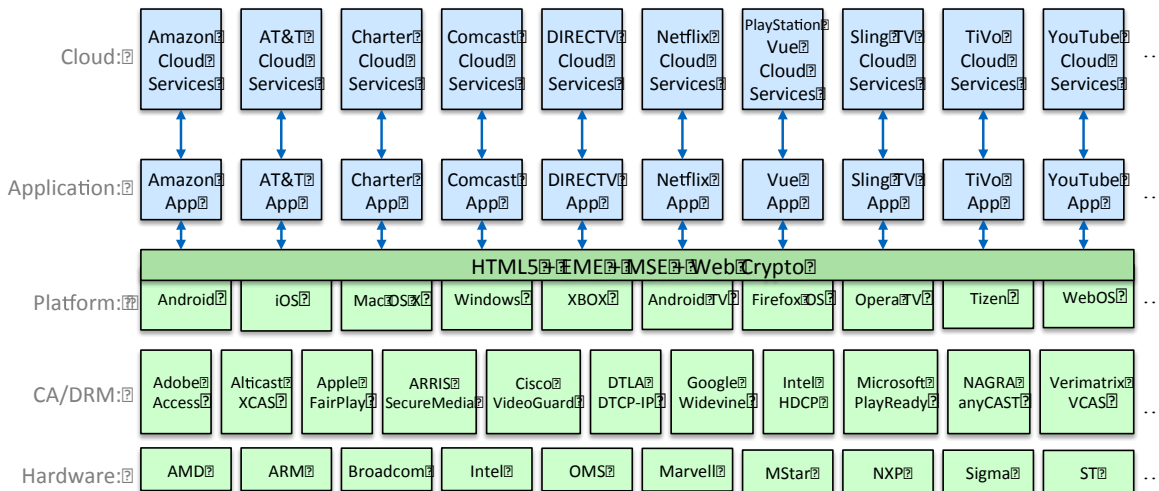 Cloud:
Amazon Cloud Services
AT&T Cloud Services
Charter Cloud Services
Comcast Cloud Services
DIRECTV Cloud Services
Netflix Cloud Services
PlayStation Vue Cloud Services
Sling TV Cloud Services
TiVo Cloud Services
YouTube Cloud Services
..
Application:
Amazon App
AT&T App
Charter App
Comcast App
DIRECTV App
Netflix App
Vue App
Sling TV App
TiVo App
YouTube App
..
HTML5 + EME + MSE + Web Crypto
Platform:
Android
iOS
Mac OS X
Windows
XBOX
Android TV
Firefox OS
Opera TV
Tizen
WebOS
..
CA/DRM:
Adobe Access
Alticast XCAS
Apple FairPlay
ARRIS SecureMedia
Cisco VideoGuard
DTLA DTCP-IP
Google Widevine
Intel HDCP
Microsoft PlayReady
NAGRA anyCAST
Verimatrix VCAS
..
Hardware:
AMD
ARM
Broadcom
Intel
OMS
Marvell
MStar
NXP
Sigma
ST
..